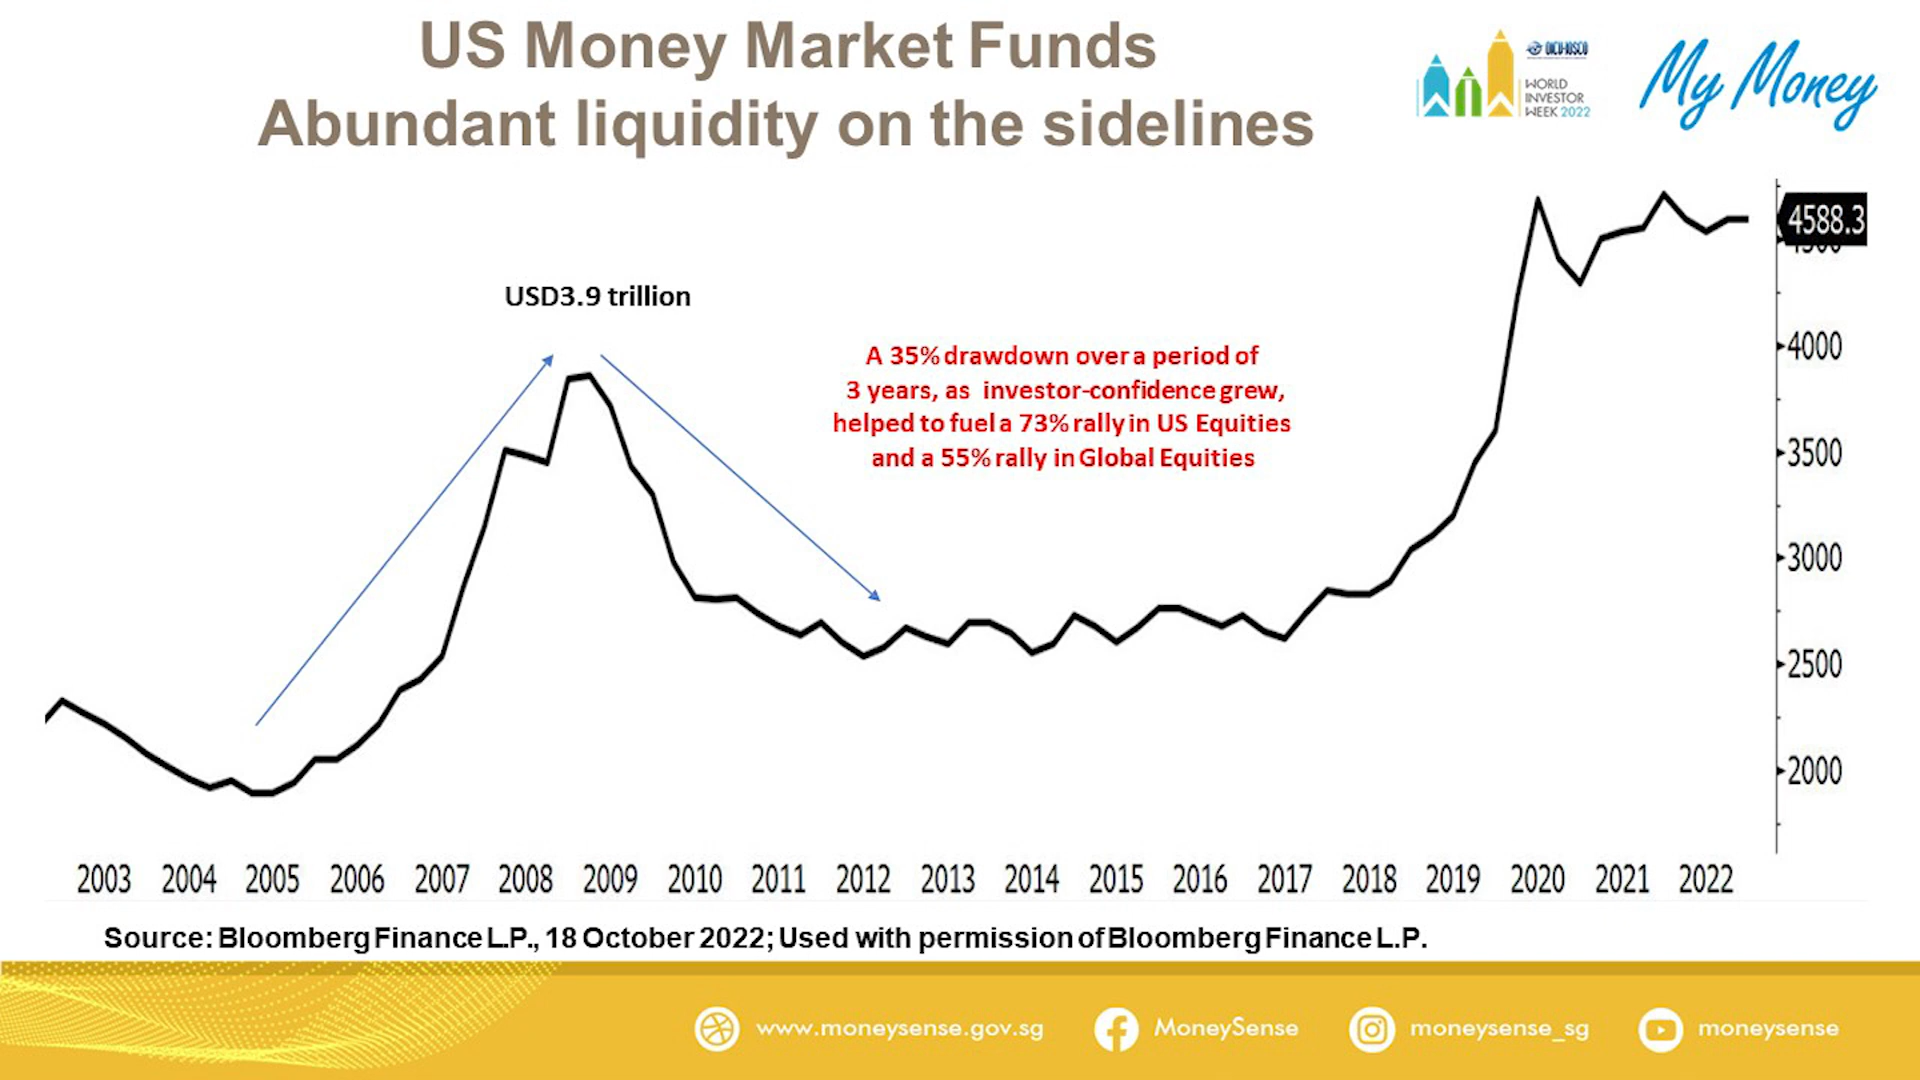 US Money Market Funds
Abundant liquidity on the sidelines
OICU-IOSCO
WORLD
INVESTOR
WEEK 2022
My Money
4588.3
USD3.9 trillion
A 35% drawdown over a period of
3 years, as investor-confidence grew,
helped to fuel a 73% rally in US Equities
and a 55% rally in Global Equities
4000
3500
3000
2500
2000
2003 2004 2005 2006 2007 2008 2009 2010 2011 2012 2013 2014 2015 2016 2017 2018 2019 2020 2021 2022
Source: Bloomberg Finance L.P., 18 October 2022; Used with permission of Bloomberg Finance L.P.
www.moneysense.gov.sg MoneySense moneysense_sg moneysense